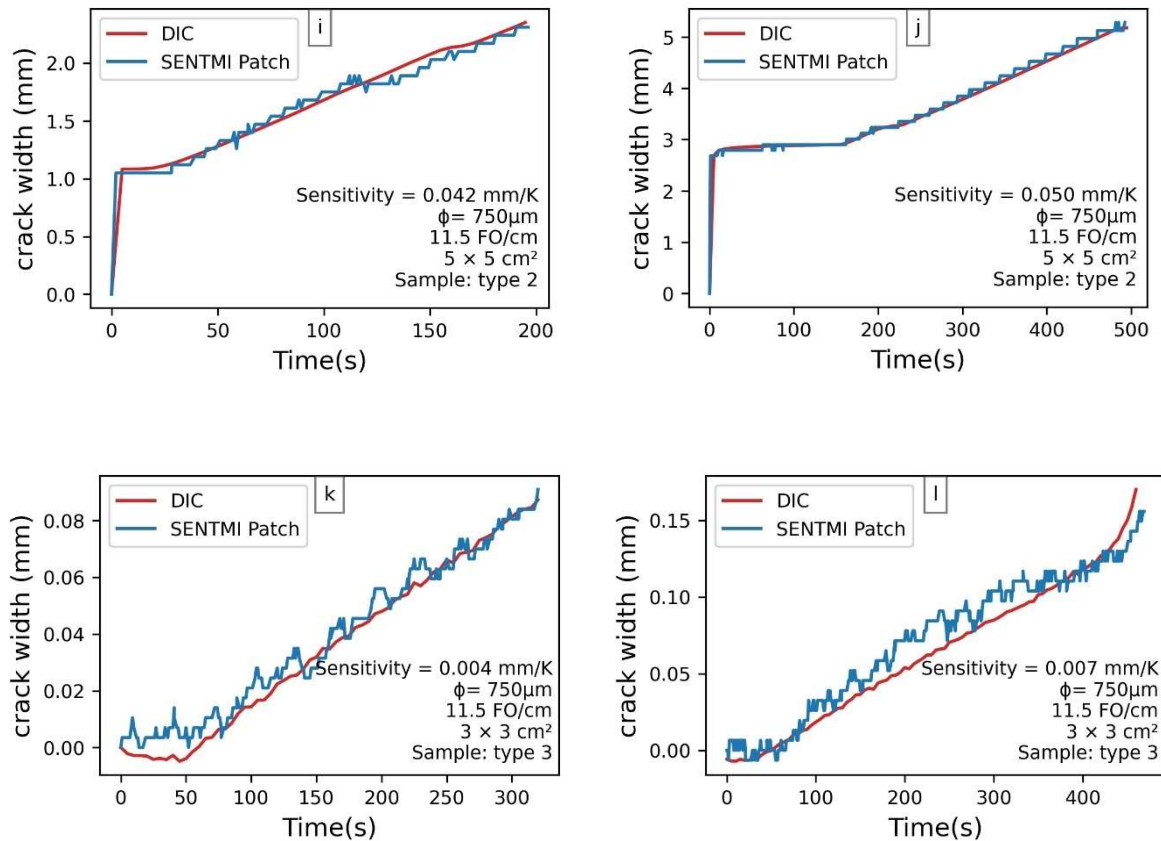 i
DIC
SENTMI Patch
2.0
1.5
1.0
0.5
0.0
crack width (mm)
Sensitivity = 0.042 mm/K
ϕ= 750µm
11.5 FO/cm
5 × 5 cm²
Sample: type 2
0 50 100 150 200
Time(s)
j
DIC
SENTMI Patch
5
4
3
2
1
0
crack width (mm)
Sensitivity = 0.050 mm/K
ϕ= 750µm
11.5 FO/cm
5 × 5 cm²
Sample: type 2
0 100 200 300 400 500
Time(s)
k
DIC
SENTMI Patch
0.08
0.06
0.04
0.02
0.00
crack width (mm)
Sensitivity = 0.004 mm/K
ϕ= 750µm
11.5 FO/cm
3 × 3 cm²
Sample: type 3
0 50 100 150 200 250 300
Time(s)
l
DIC
SENTMI Patch
0.15
0.10
0.05
0.00
crack width (mm)
Sensitivity = 0.007 mm/K
ϕ= 750µm
11.5 FO/cm
3 × 3 cm²
Sample: type 3
0 100 200 300 400
Time(s)